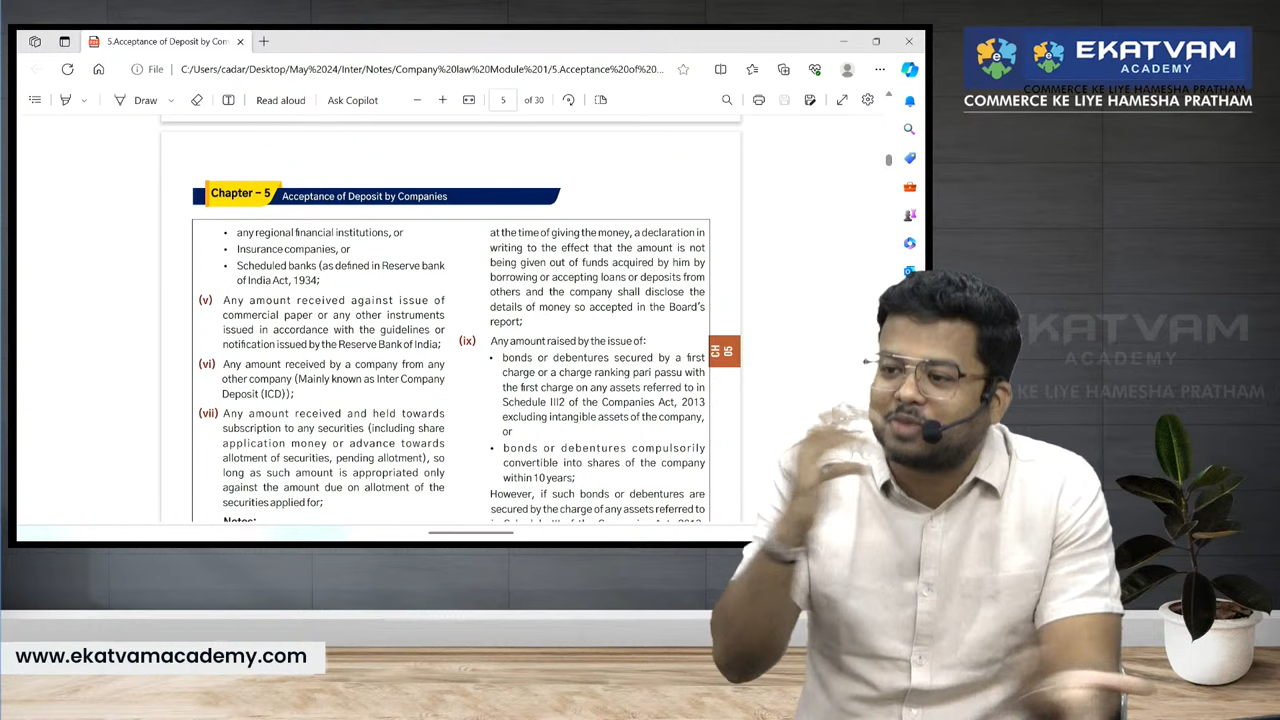 5.Acceptance of Deposit by Com
File
C:/Users/cadar/Desktop/May%2024/Inter/Notes/Company%20law%20Module%201/5.Acceptance%20of%20...
Draw
Read aloud
Ask Copilot
5
of 30
Chapter – 5
Acceptance of Deposit by Companies
• any regional financial institutions, or
• Insurance companies, or
• Scheduled banks (as defined in Reserve bank
of India Act, 1934;
(v) Any amount received against issue of
commercial paper or any other instruments
issued in accordance with the guidelines or
notification issued by the Reserve Bank of India;
(vi) Any amount received by a company from any
other company (Mainly known as Inter Company
Deposit (ICD));
(vii) Any amount received and held towards
subscription to any securities (including share
application money or advance towards
allotment of securities, pending allotment), so
long as such amount is appropriated only
against the amount due on allotment of the
securities applied for;
Notes:
at the time of giving the money, a declaration in
writing to the effect that the amount is not
being given out of funds acquired by him by
borrowing or accepting loans or deposits from
others and the company shall disclose the
details of money so accepted in the Board's
report;
(ix) Any amount raised by the issue of:
• bonds or debentures secured by a first
charge or a charge ranking pari passu with
the first charge on any assets referred to in
Schedule III2 of the Companies Act, 2013
excluding intangible assets of the company,
or
• bonds or debentures compulsorily
convertible into shares of the company
within 10 years;
However, if such bonds or debentures are
secured by the charge of any assets referred to
CH
05
EKATVAM
ACADEMY
COMMERCE KE LIYE HAMESHA PRATHAM
COMMERCE KE LIYE HAMESHA PRATHAM
EKATVAM
ACADEMY
KE LIYE HAMESHA PRATHAM
www.ekatvamacademy.com